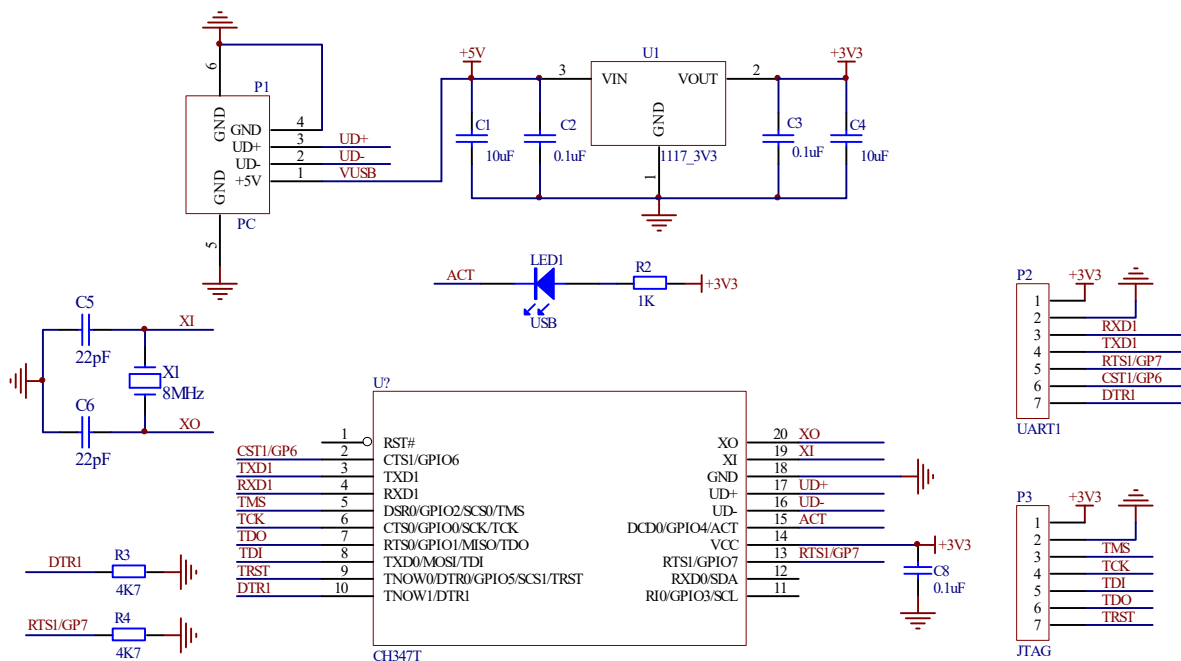 6
P1
GND
GND
4
UD+
3
UD+
UD-
2
UD-
+5V
1
VUSB
GND
PC
5
+5V
3
U1
VIN
VOUT
GND
1117_3V3
1
2
+3V3
C1
10uF
C2
0.1uF
C3
0.1uF
C4
10uF
ACT
LED1
USB
R2
1K
+3V3
C5
22pF
XI
X1
8MHz
C6
22pF
XO
P2
+3V3
1
2
3 RXD1
4 TXD1
5 RTS1/GP7
6 CST1/GP6
7 DTR1
UART1
U?
1 RST#
CST1/GP6 2 CTS1/GPIO6
TXD1 3 TXD1
RXD1 4 RXD1
TMS 5 DSR0/GPIO2/SCS0/TMS
TCK 6 CTS0/GPIO0/SCK/TCK
TDO 7 RTS0/GPIO1/MISO/TDO
TDI 8 TXD0/MOSI/TDI
TRST 9 TNOW0/DTR0/GPIO5/SCS1/TRST
DTR1 10 TNOW1/DTR1
XO 20 XO
XI 19 XI
GND 18
UD+ 17 UD+
UD- 16 UD-
DCD0/GPIO4/ACT 15 ACT
VCC 14 +3V3
RTS1/GPIO7 13 RTS1/GP7
RXD0/SDA 12
RI0/GPIO3/SCL 11
CH347T
C8
0.1uF
DTR1
R3
4K7
RTS1/GP7
R4
4K7
P3
+3V3
1
2
3 TMS
4 TCK
5 TDI
6 TDO
7 TRST
JTAG